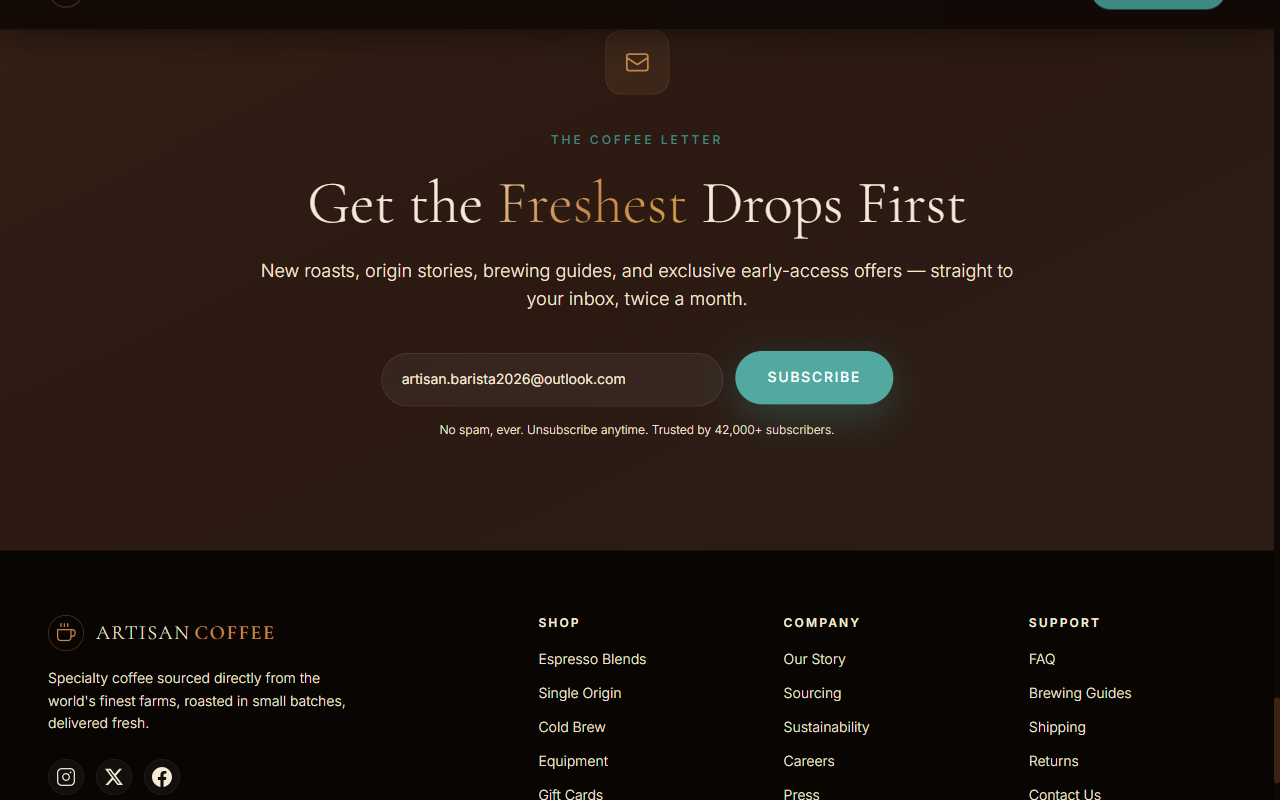 THE COFFEE LETTER
Get the Freshest Drops First
New roasts, origin stories, brewing guides, and exclusive early-access offers — straight to
your inbox, twice a month.
artisan.barista2026@outlook.com
SUBSCRIBE
No spam, ever. Unsubscribe anytime. Trusted by 42,000+ subscribers.
ARTISAN COFFEE
Specialty coffee sourced directly from the
world's finest farms, roasted in small batches,
delivered fresh.
SHOP
Espresso Blends
Single Origin
Cold Brew
Equipment
Gift Cards
COMPANY
Our Story
Sourcing
Sustainability
Careers
Press
SUPPORT
FAQ
Brewing Guides
Shipping
Returns
Contact Us